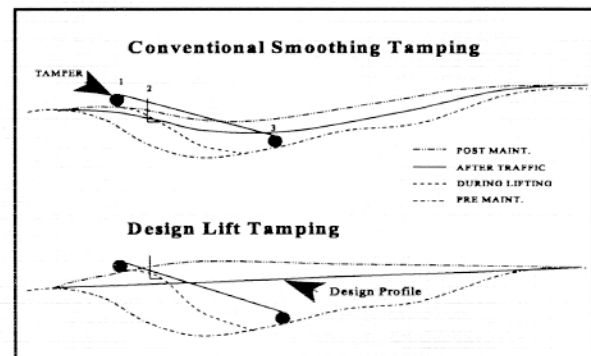 Conventional Smoothing Tamping
TAMPER
1
2
3
POST MAINT.
AFTER TRAFFIC
DURING LIFTING
PRE MAINT.
Design Lift Tamping
Design Profile